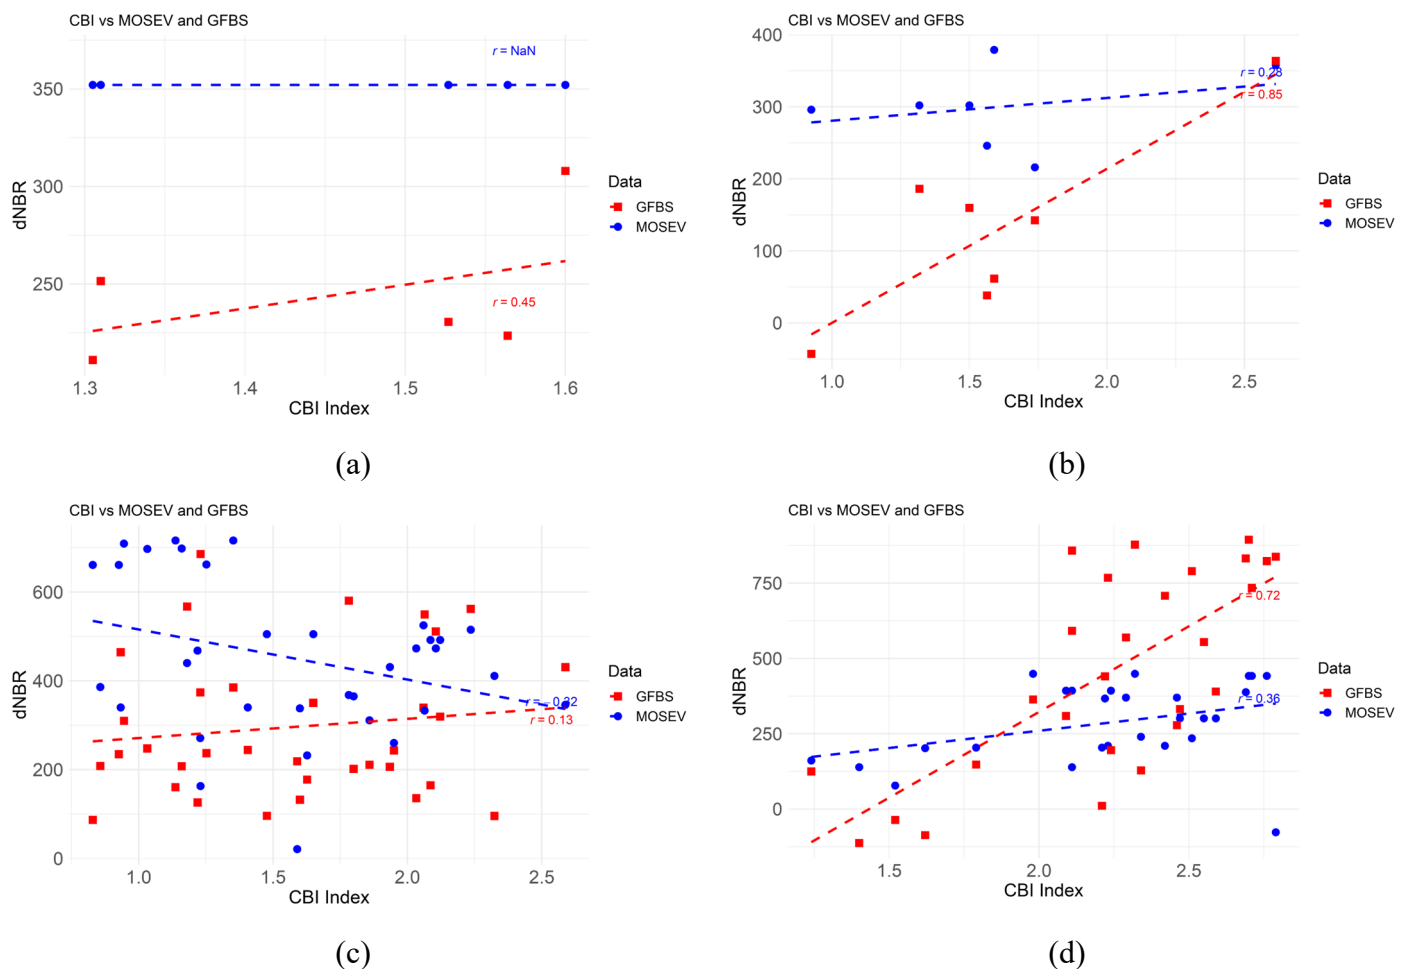 CBI vs MOSEV and GFBS
r = NaN
350
300
250
dNBR
r = 0.45
1.3 1.4 1.5 1.6
CBI Index
Data
GFBS
MOSEV
(a)
CBI vs MOSEV and GFBS
400
300
200
100
0
dNBR
r = 0.28
r = 0.85
1.0 1.5 2.0 2.5
CBI Index
Data
GFBS
MOSEV
(b)
CBI vs MOSEV and GFBS
600
400
200
0
dNBR
r = −0.32
r = 0.13
1.0 1.5 2.0 2.5
CBI Index
Data
GFBS
MOSEV
(c)
CBI vs MOSEV and GFBS
750
500
250
0
dNBR
r = 0.72
r = 0.36
1.5 2.0 2.5
CBI Index
Data
GFBS
MOSEV
(d)